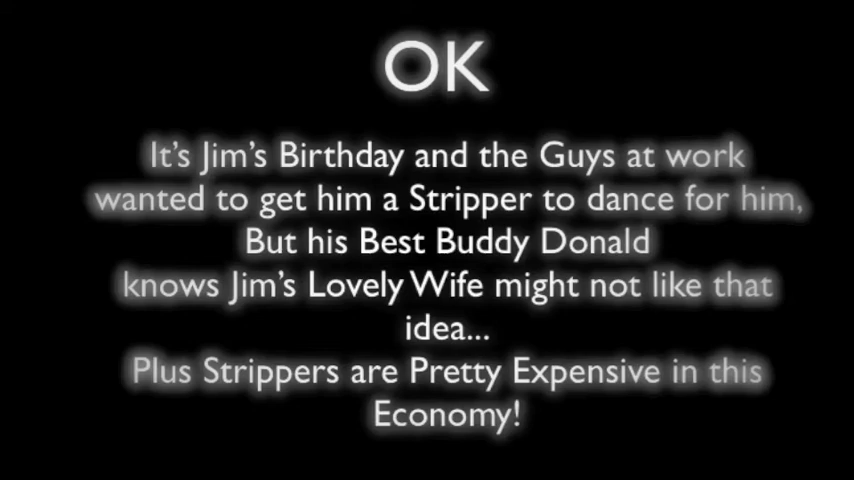 OK
It's Jim's Birthday and the Guys at work
wanted to get him a Stripper to dance for him,
But his Best Buddy Donald
knows Jim's Lovely Wife might not like that
idea...
Plus Strippers are Pretty Expensive in this
Economy!